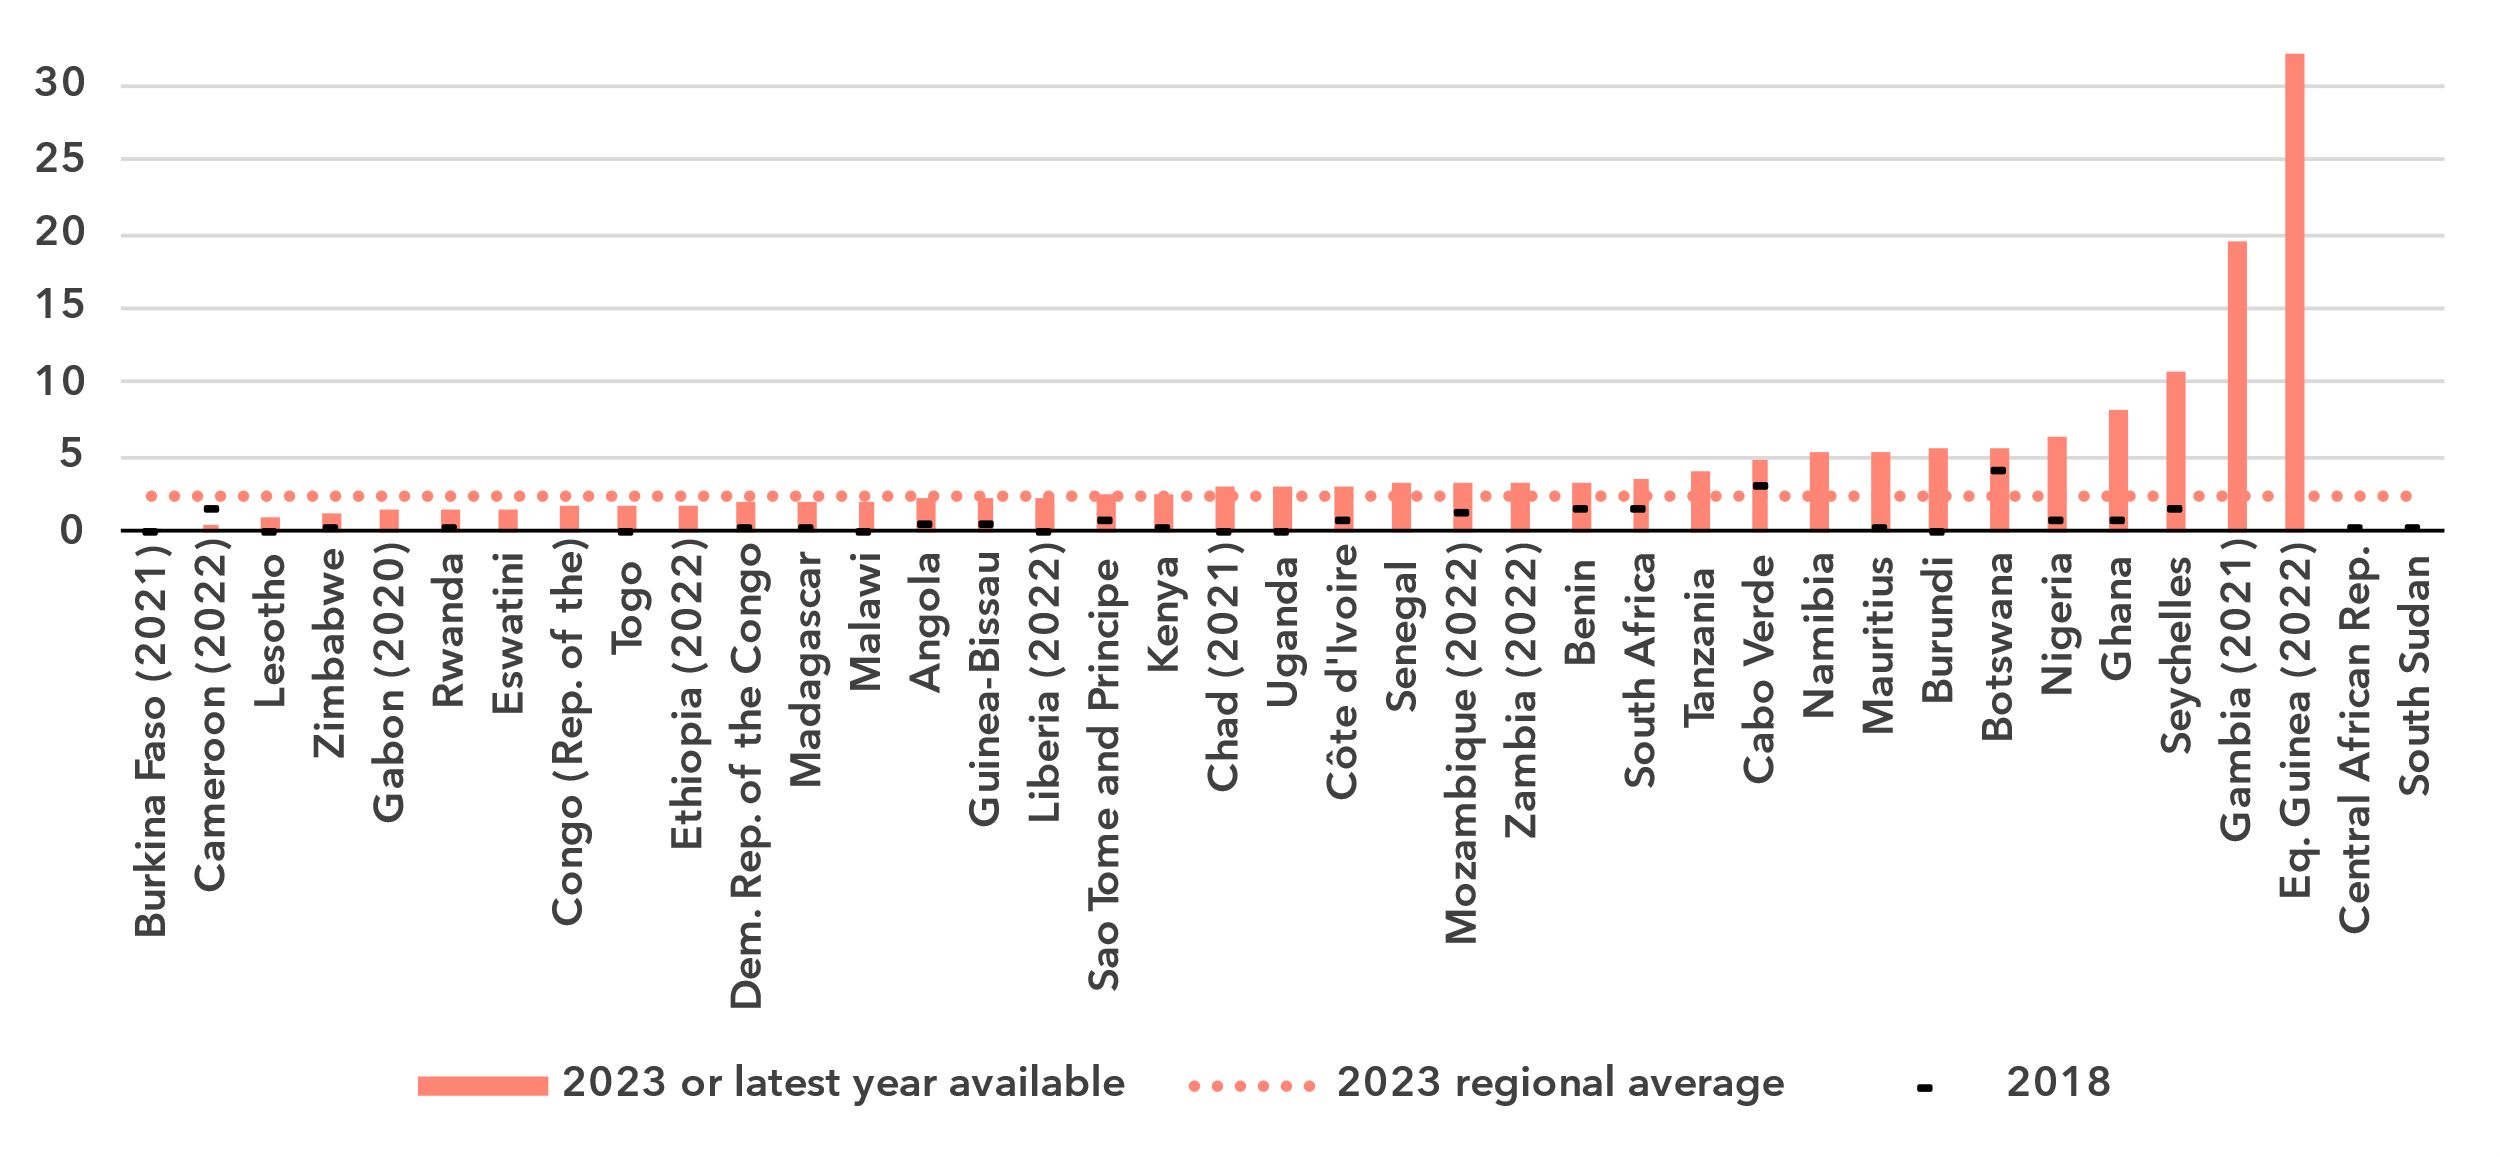 30
25
20
15
10
5
0
Burkina Faso (2021)
Cameroon (2022)
Lesotho
Zimbabwe
Gabon (2020)
Rwanda
Eswatini
Congo (Rep. of the)
Togo
Ethiopia (2022)
Dem. Rep. of the Congo
Madagascar
Malawi
Angola
Guinea-Bissau
Liberia (2022)
Sao Tome and Principe
Kenya
Chad (2021)
Uganda
Côte d'Ivoire
Senegal
Mozambique (2022)
Zambia (2022)
Benin
South Africa
Tanzania
Cabo Verde
Namibia
Mauritius
Burundi
Botswana
Nigeria
Ghana
Seychelles
Gambia (2021)
Eq. Guinea (2022)
Central African Rep.
South Sudan
2023 or latest year available
2023 regional average
2018